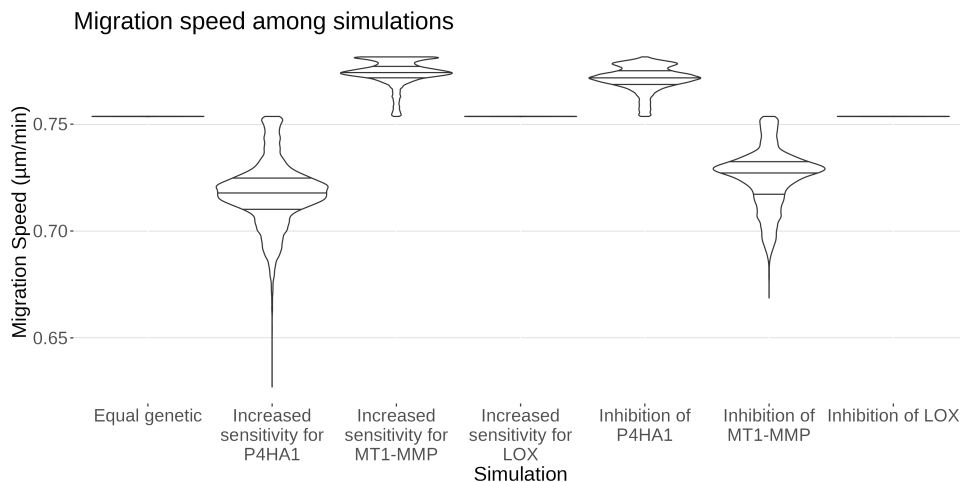 Migration speed among simulations
Migration Speed (µm/min)
0.75
0.70
0.65
Equal genetic
Increased
sensitivity for
P4HA1
Increased
sensitivity for
MT1-MMP
Increased
sensitivity for
LOX
Inhibition of
P4HA1
Inhibition of
MT1-MMP
Inhibition of LOX
Simulation